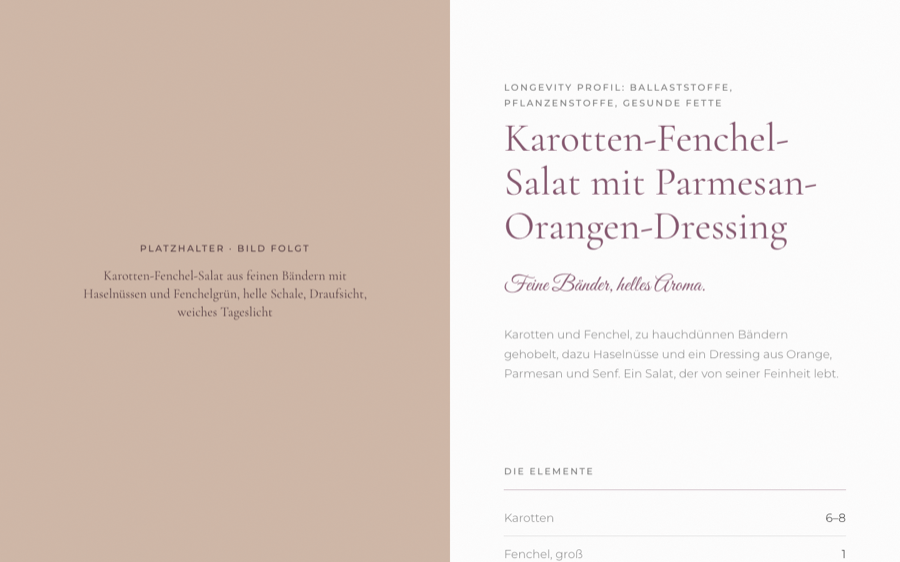 PLATZHALTER · BILD FOLGT
Karotten-Fenchel-Salat aus feinen Bändern mit
Haselnüssen und Fenchelgrün, helle Schale, Draufsicht,
weiches Tageslicht
LONGEVITY PROFIL: BALLASTSTOFFE,
PFLANZENSTOFFE, GESUNDE FETTE
Karotten-Fenchel-
Salat mit Parmesan-
Orangen-Dressing
Feine Bänder, helles Aroma.
Karotten und Fenchel, zu hauchdünnen Bändern
gehobelt, dazu Haselnüsse und ein Dressing aus Orange,
Parmesan und Senf. Ein Salat, der von seiner Feinheit lebt.
DIE ELEMENTE
Karotten 6–8
Fenchel, groß 1